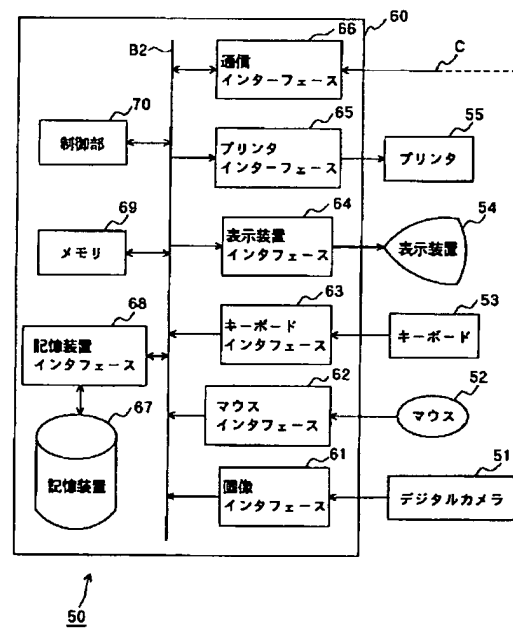 60
66
B2
通信
インターフェース
C
70
制御部
65
プリンタ
インターフェース
55
プリンタ
69
メモリ
64
表示装置
インタフェース
54
表示装置
68
記憶装置
インタフェース
63
キーボード
インタフェース
53
キーボード
67
記憶装置
62
マウス
インタフェース
52
マウス
61
画像
インタフェース
51
デジタルカメラ
50